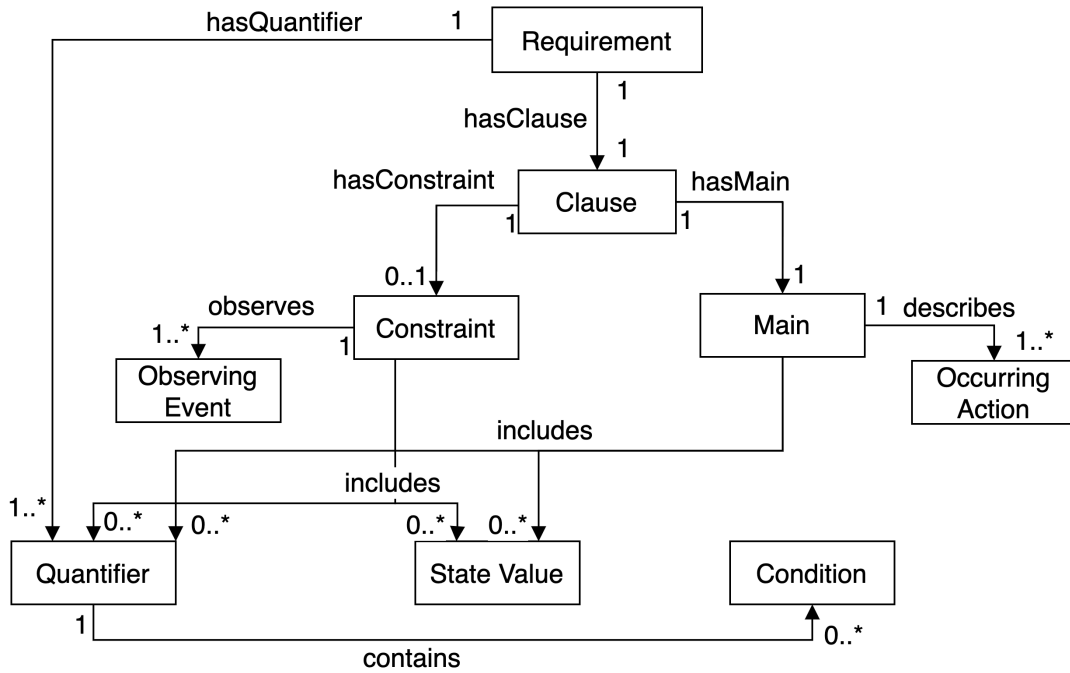 hasQuantifier
1
Requirement
1
hasClause
1
hasConstraint
Clause
hasMain
1
1
0..1
1
observes
1..*
Constraint
1
Main
1
describes
1..*
Observing
Event
Occurring
Action
includes
includes
1..*
0..*
0..*
0..*
0..*
Quantifier
State Value
Condition
1
0..*
contains